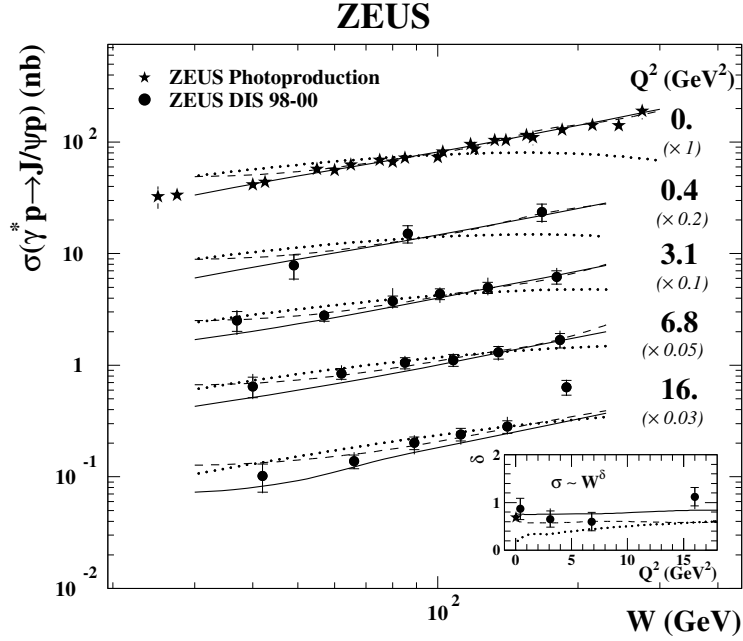 ZEUS
σ(γ* p→J/ψp) (nb)
★ ZEUS Photoproduction
● ZEUS DIS 98-00
Q² (GeV²)
0.
(× 1)
0.4
(× 0.2)
3.1
(× 0.1)
6.8
(× 0.05)
16.
(× 0.03)
10²
10
1
10⁻¹
10⁻²
10²
W (GeV)
δ
σ ~ W^δ
2
1
0
0 5 10 15
Q² (GeV²)